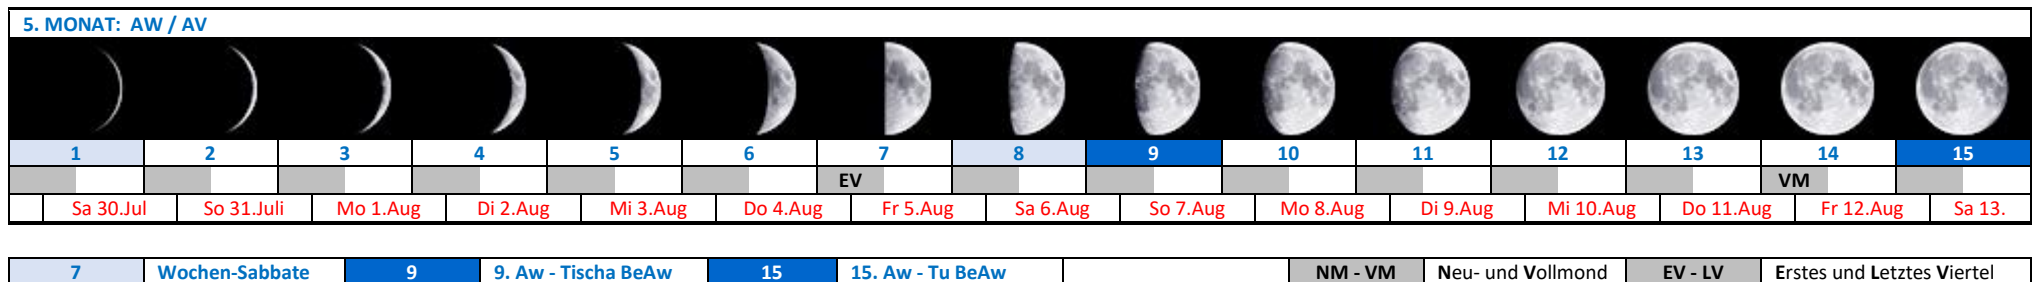 5. MONAT: AW / AV
1 2 3 4 5 6 7 8 9 10 11 12 13 14 15
EV VM
Sa 30.Jul So 31.Juli Mo 1.Aug Di 2.Aug Mi 3.Aug Do 4.Aug Fr 5.Aug Sa 6.Aug So 7.Aug Mo 8.Aug Di 9.Aug Mi 10.Aug Do 11.Aug Fr 12.Aug Sa 13.
7 Wochen-Sabbate 9 9. Aw - Tischa BeAw 15 15. Aw - Tu BeAw NM - VM Neu- und Vollmond EV - LV Erstes und Letztes Viertel